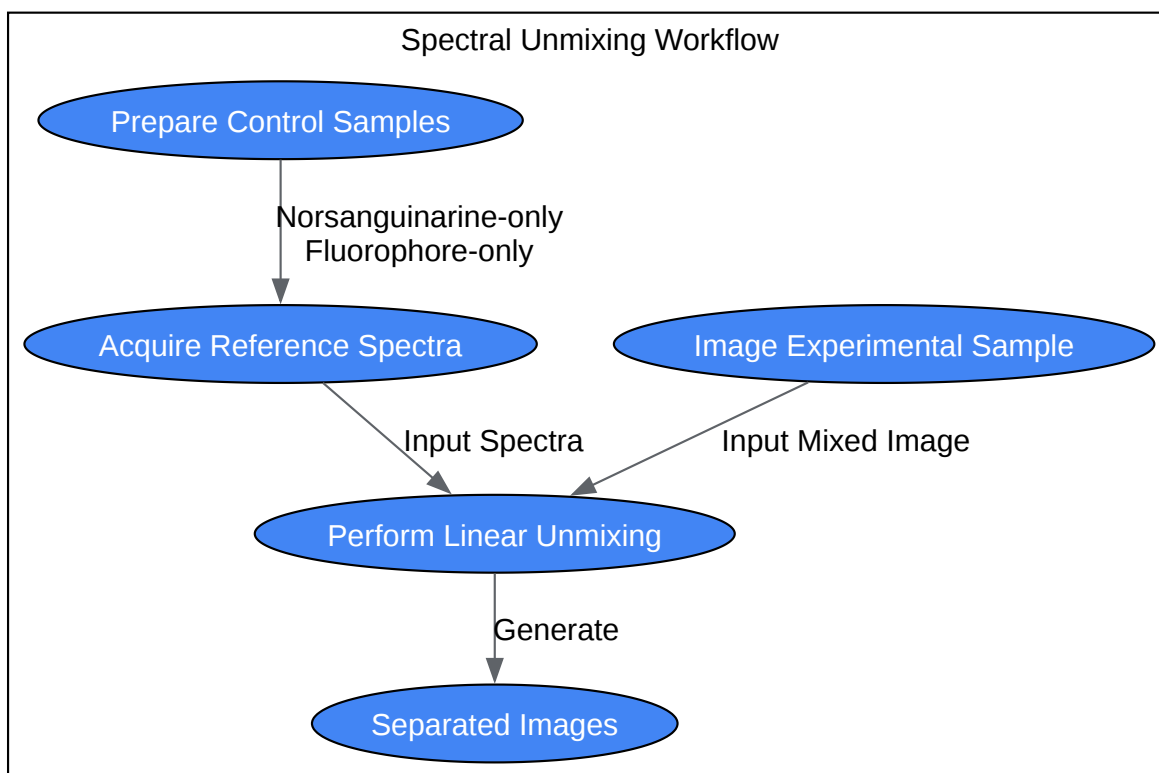 Spectral Unmixing Workflow
Prepare Control Samples
Norsanguinarine-only
Fluorophore-only
Acquire Reference Spectra
Image Experimental Sample
Input Spectra
Input Mixed Image
Perform Linear Unmixing
Generate
Separated Images